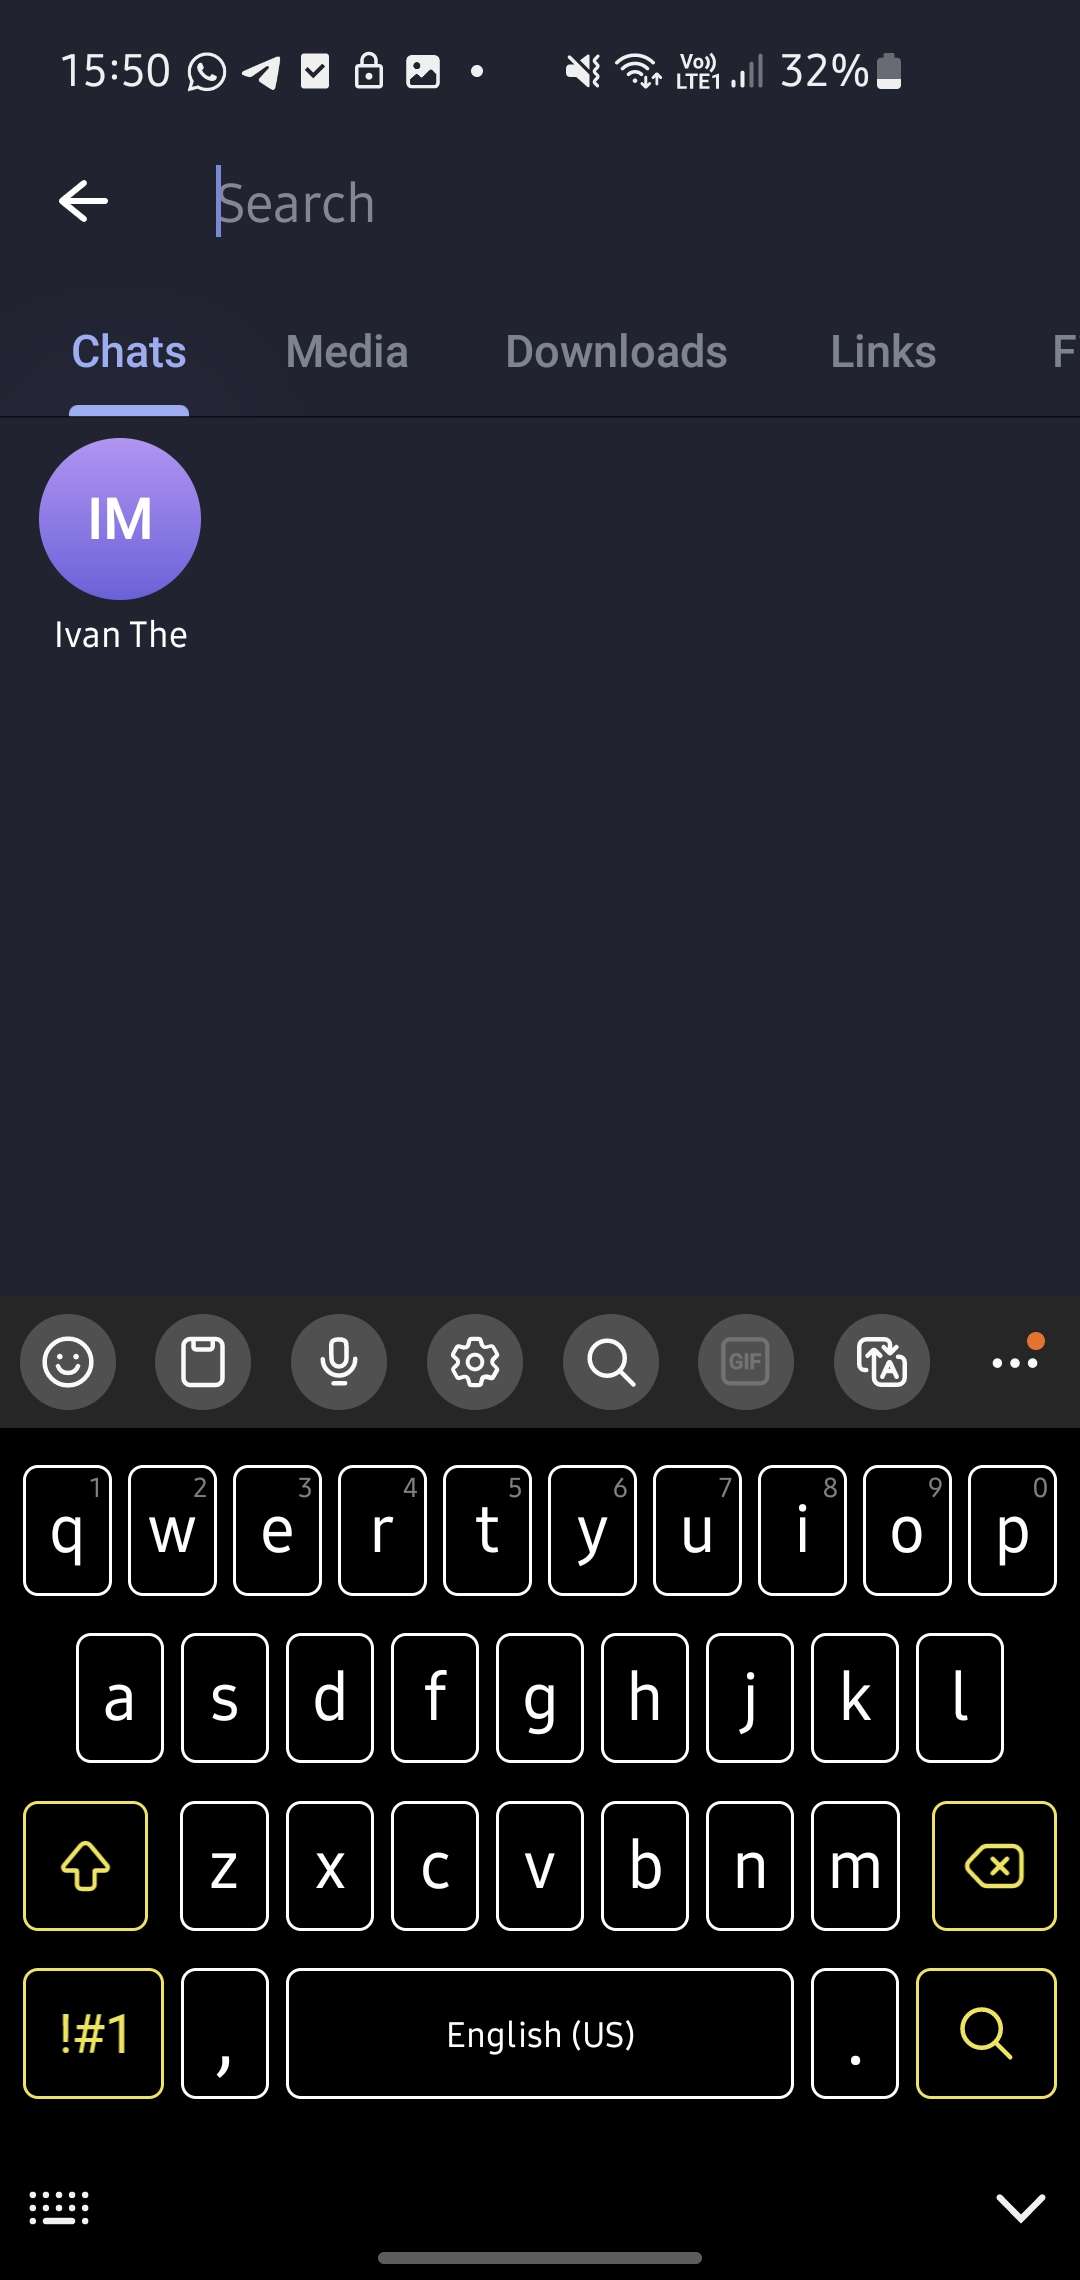 15:50 Vo)) LTE1 32%
Search
Chats Media Downloads Links F
IM
Ivan The
GIF A
1 2 3 4 5 6 7 8 9 0
q w e r t y u i o p
a s d f g h j k l
z x c v b n m
!#1 , English (US) .